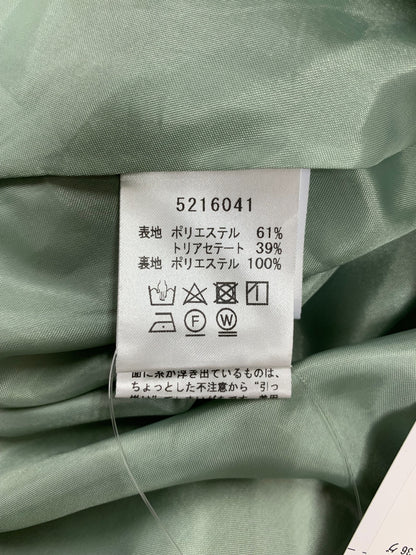 5216041
表地 ポリエステル 61%
トリアセテート 39%
裏地 ポリエステル 100%
F W
面に糸が浮き出ているものは、
ちょっとした不注意から"引っ